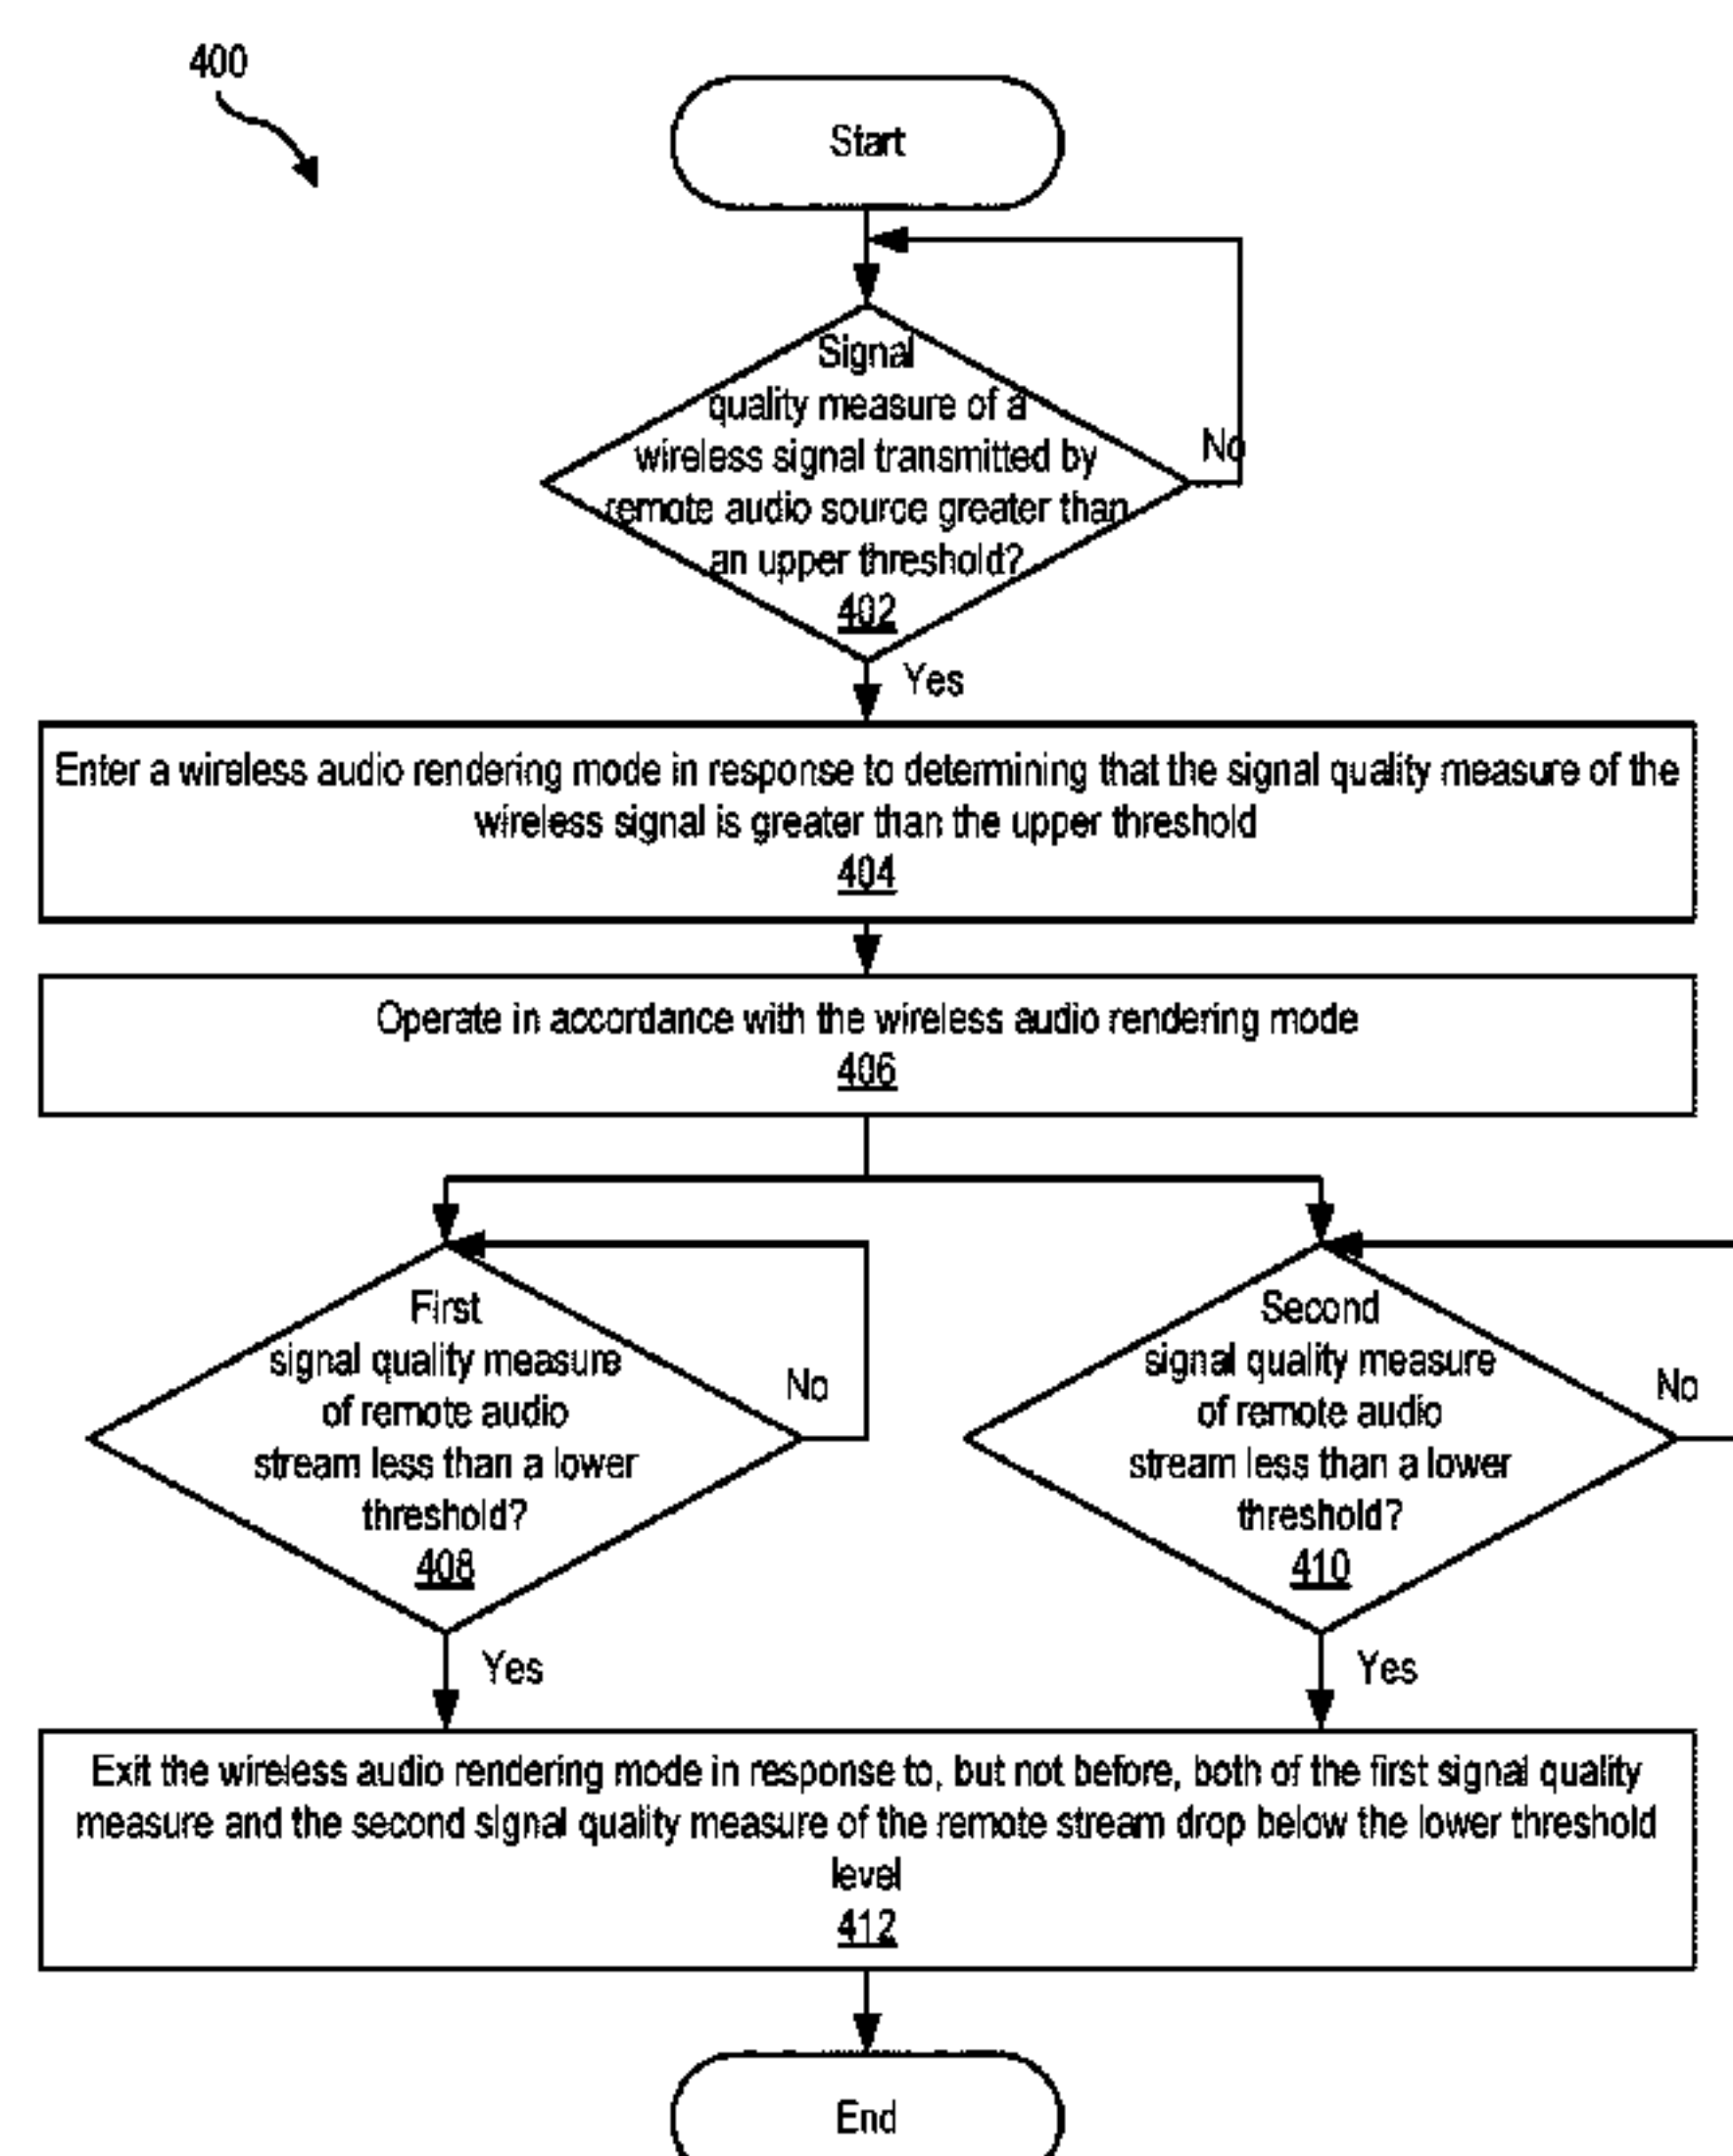 400
Start
Signal
quality measure of a
wireless signal transmitted by
remote audio source greater than
an upper threshold?
402
No
Yes
Enter a wireless audio rendering mode in response to determining that the signal quality measure of the
wireless signal is greater than the upper threshold
404
Operate in accordance with the wireless audio rendering mode
406
First
signal quality measure
of remote audio
stream less than a lower
threshold?
408
No
Yes
Second
signal quality measure
of remote audio
stream less than a lower
threshold?
410
No
Yes
Exit the wireless audio rendering mode in response to, but not before, both of the first signal quality
measure and the second signal quality measure of the remote stream drop below the lower threshold
level
412
End